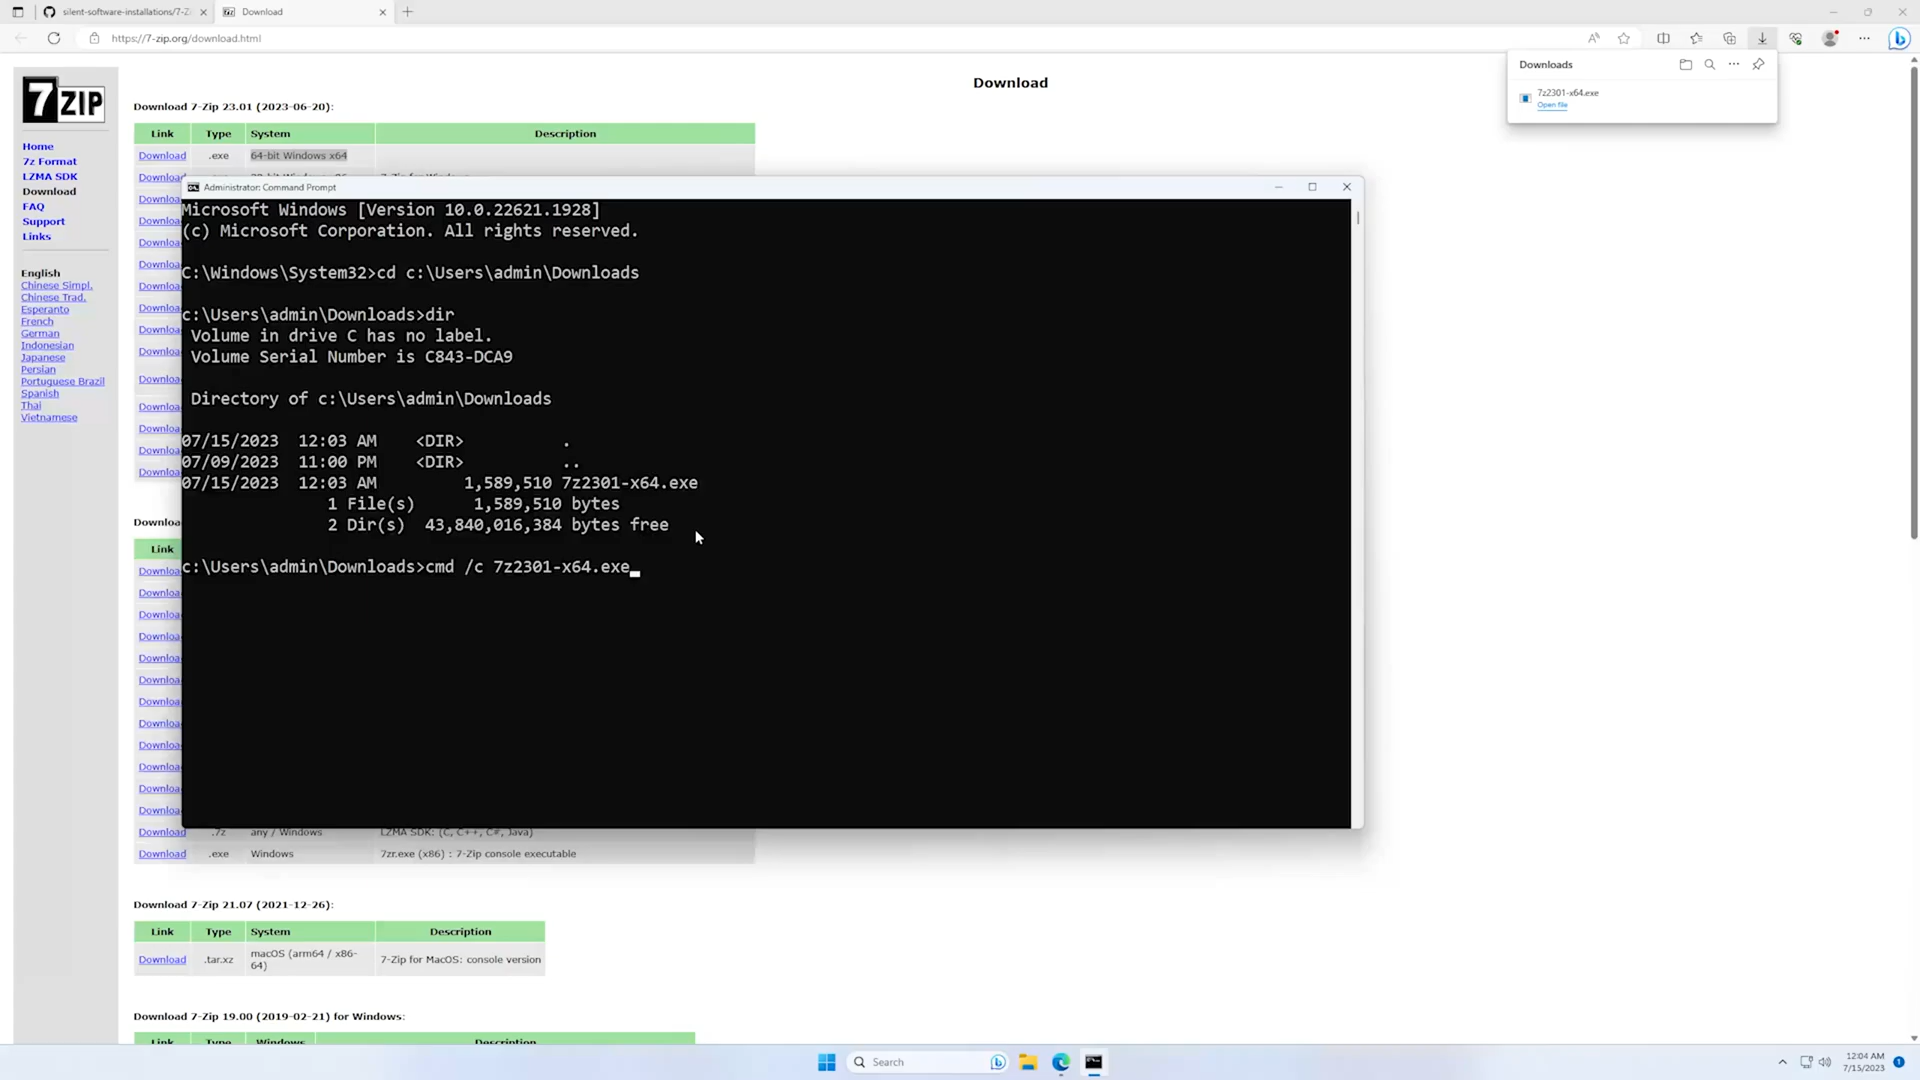 silent-software-installations/7-Z
Download
https://7-zip.org/download.html
Downloads
7z2301-x64.exe
Open file
7ZIP
Home
7z Format
LZMA SDK
Download
FAQ
Support
Links
English
Chinese Simpl.
Chinese Trad.
Esperanto
French
German
Indonesian
Japanese
Persian
Portuguese Brazil
Spanish
Thai
Vietnamese
Download
Download 7-Zip 23.01 (2023-06-20):
Link Type System Description
Download .exe 64-bit Windows x64
Administrator: Command Prompt
Microsoft Windows [Version 10.0.22621.1928]
(c) Microsoft Corporation. All rights reserved.
C:\Windows\System32>cd c:\Users\admin\Downloads
c:\Users\admin\Downloads>dir
Volume in drive C has no label.
Volume Serial Number is C843-DCA9
Directory of c:\Users\admin\Downloads
07/15/2023 12:03 AM <DIR> .
07/09/2023 11:00 PM <DIR> ..
07/15/2023 12:03 AM 1,589,510 7z2301-x64.exe
1 File(s) 1,589,510 bytes
2 Dir(s) 43,840,016,384 bytes free
c:\Users\admin\Downloads>cmd /c 7z2301-x64.exe
Link
Download .7z any / Windows LZMA SDK: (C, C++, C#, Java)
Download .exe Windows 7zr.exe (x86) : 7-Zip console executable
Download 7-Zip 21.07 (2021-12-26):
Link Type System Description
Download .tar.xz macOS (arm64 / x86-64) 7-Zip for MacOS: console version
Download 7-Zip 19.00 (2019-02-21) for Windows:
Link Type Windows Description
Search
12:04 AM
7/15/2023
1